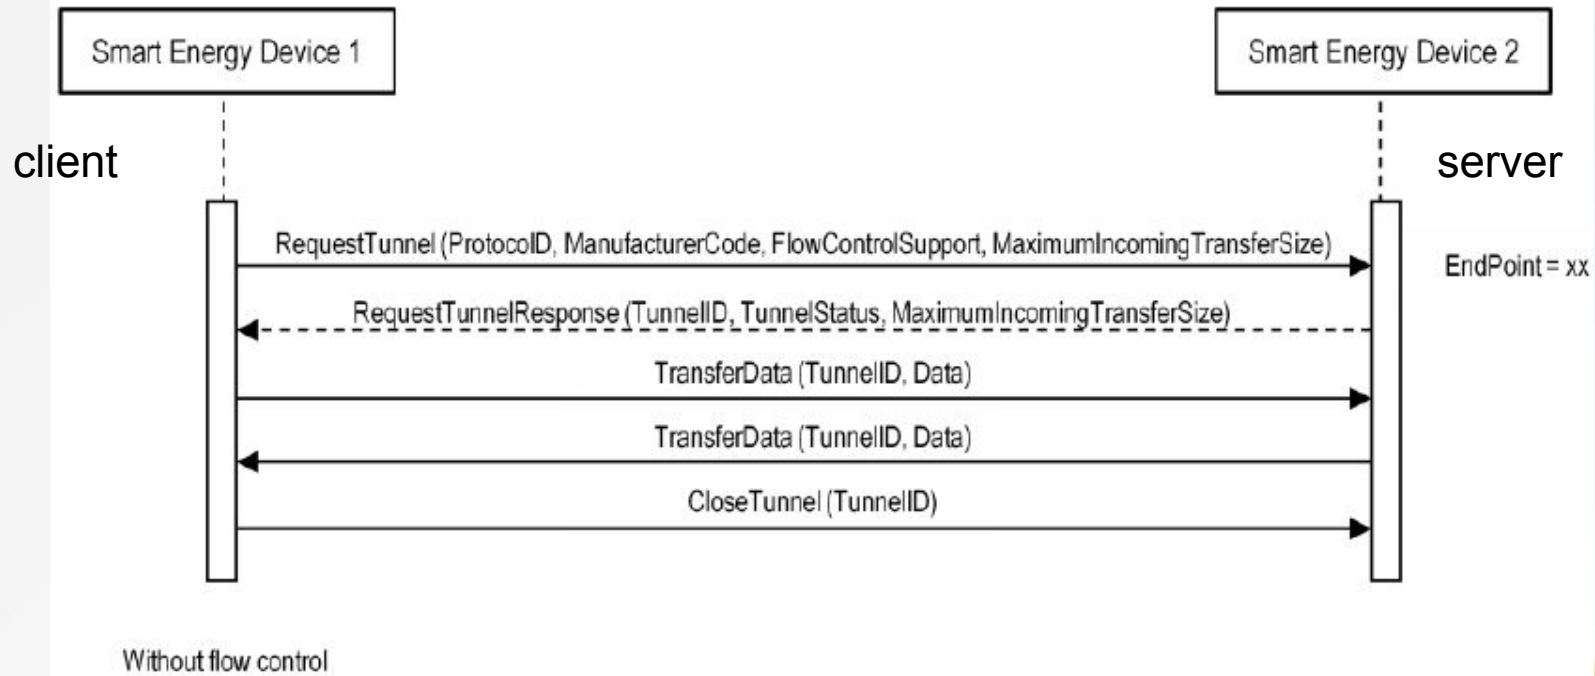 Smart Energy Device 1
Smart Energy Device 2
client
server
RequestTunnel (ProtocolD, ManufacturerCode, FlowControlSupport, MaximumIncomingTransferSize)
EndPoint = xx
RequestTunnelResponse (TunnelID, TunnelStatus, MaximumIncomingTransferSize)
TransferData (TunnelID, Data)
TransferData (TunnelID, Data)
CloseTunnel (TunnelID)
Without flow control